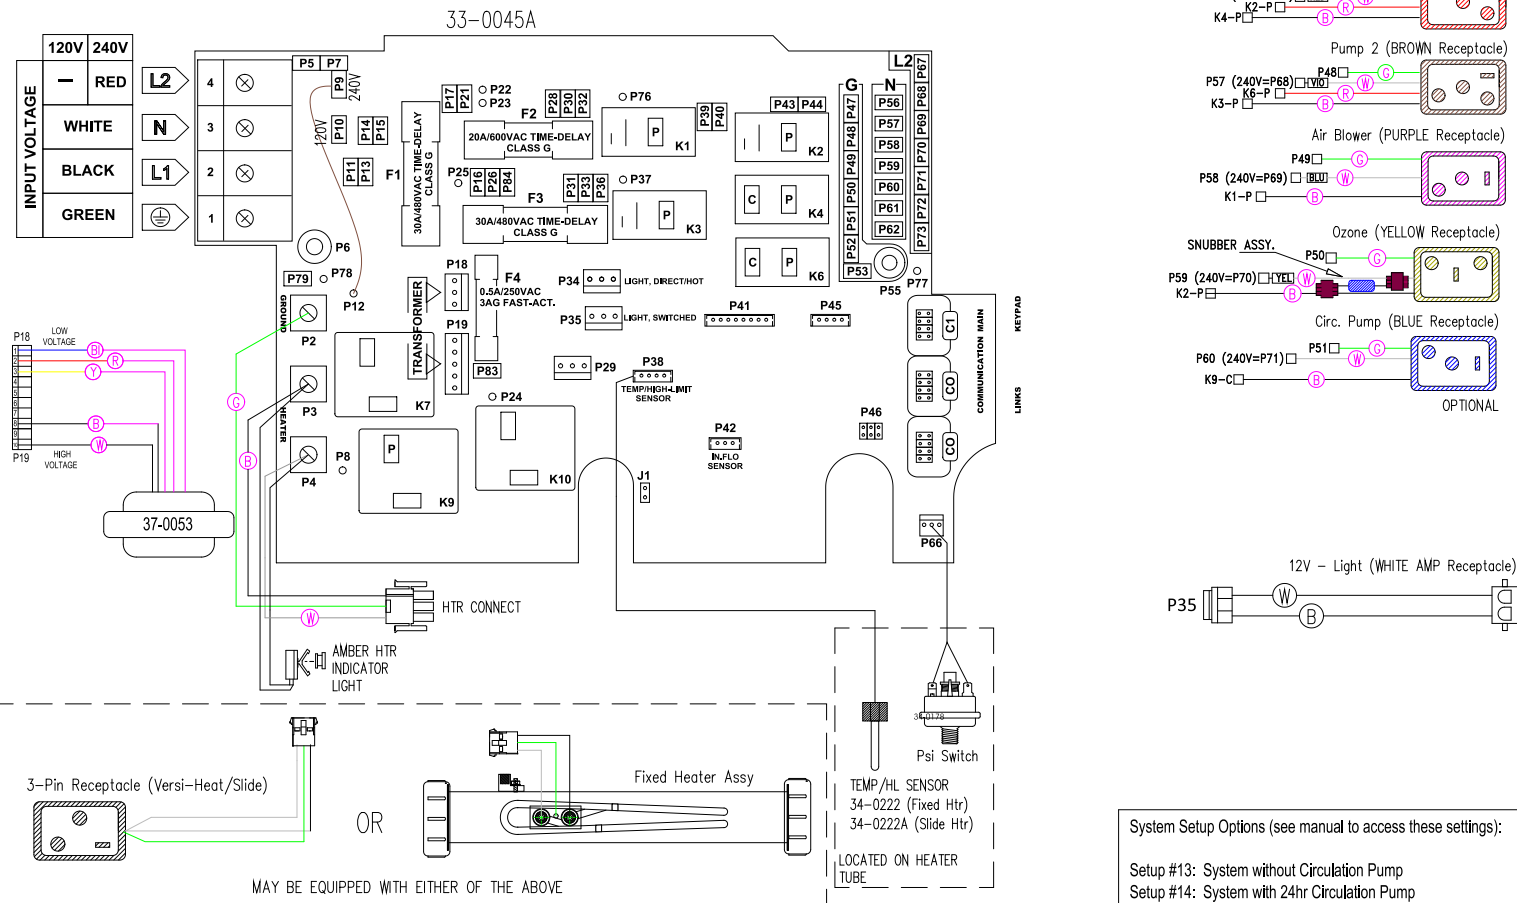 33-0045A
120V 240V
INPUT VOLTAGE
— RED L2 4
WHITE N 3
BLACK L1 2
GREEN 1
P5 P7
P9
240V
120V
P10
P14
P15
P11
P13
P17
P21
P22
P23
P28
P30
P32
P76
P39
P40
P43 P44
F2
20A/600VAC TIME-DELAY
CLASS G
P K1
P K2
F1
30A/480VAC TIME-DELAY
CLASS G
P25
P16
P26
P84
P31
P33
P36
P37
F3
30A/480VAC TIME-DELAY
CLASS G
P K3
C P K4
C P K6
L2
G N
P47
P48
P49
P50
P51
P52
P53
P56
P57
P58
P59
P60
P61
P62
P67
P68
P69
P70
P71
P72
P73
P55
P77
P6
P79 P78
P12
GROUND
P2
P3
HEATER
P4
P8
TRANSFORMER
P18
P19
F4
0.5A/250VAC
3AG FAST-ACT.
P83
P34 LIGHT, DIRECT/HOT
P35 LIGHT, SWITCHED
P29
P24
P38
TEMP/HIGH-LIMIT
SENSOR
P41
P45
P42
IN.FLO
SENSOR
P46
J1
K7
P K9
K10
C1
CO
CO
COMMUNICATION MAIN
KEYPAD
LINKS
P66
P18
LOW
VOLTAGE
Bl
R
Y
B
W
P19
HIGH
VOLTAGE
37-0053
G
B
W
HTR CONNECT
AMBER HTR
INDICATOR
LIGHT
3-Pin Receptacle (Versi-Heat/Slide)
OR
Fixed Heater Assy
MAY BE EQUIPPED WITH EITHER OF THE ABOVE
Psi Switch
TEMP/HL SENSOR
34-0222 (Fixed Htr)
34-0222A (Slide Htr)
LOCATED ON HEATER
TUBE
K2-P R
K4-P B
Pump 2 (BROWN Receptacle)
P48 G
P57 (240V=P68) VIO W
K6-P R
K3-P B
Air Blower (PURPLE Receptacle)
P49 G
P58 (240V=P69) BLU W
K1-P B
Ozone (YELLOW Receptacle)
SNUBBER ASSY.
P50 G
P59 (240V=P70) YEL W
K2-P B
Circ. Pump (BLUE Receptacle)
P51 G
P60 (240V=P71) W
K9-C B
OPTIONAL
12V - Light (WHITE AMP Receptacle)
P35 W
B
System Setup Options (see manual to access these settings):
Setup #13: System without Circulation Pump
Setup #14: System with 24hr Circulation Pump